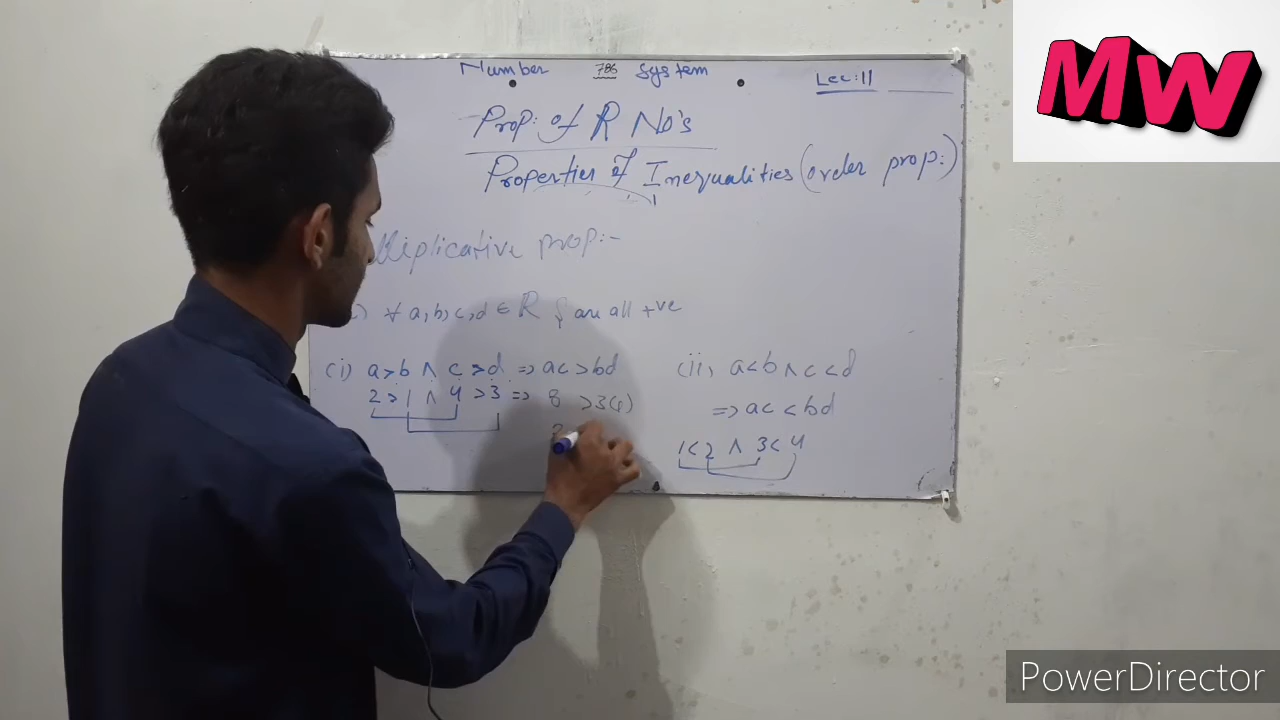 MW
Number 786 System
Lec: 11
Prop: of R No's
Properties of Inequalities (order prop:)
tiplicative prop:-
) ∀ a,b,c,d ∈ R & are all +ve
(i) a>b ∧ c>d ⇒ ac>bd
2>1 ∧ 4>3 ⇒ 8 >3(1)
(ii, a<b ∧ c<d
⇒ ac<bd
1<2 ∧ 3<4
PowerDirector